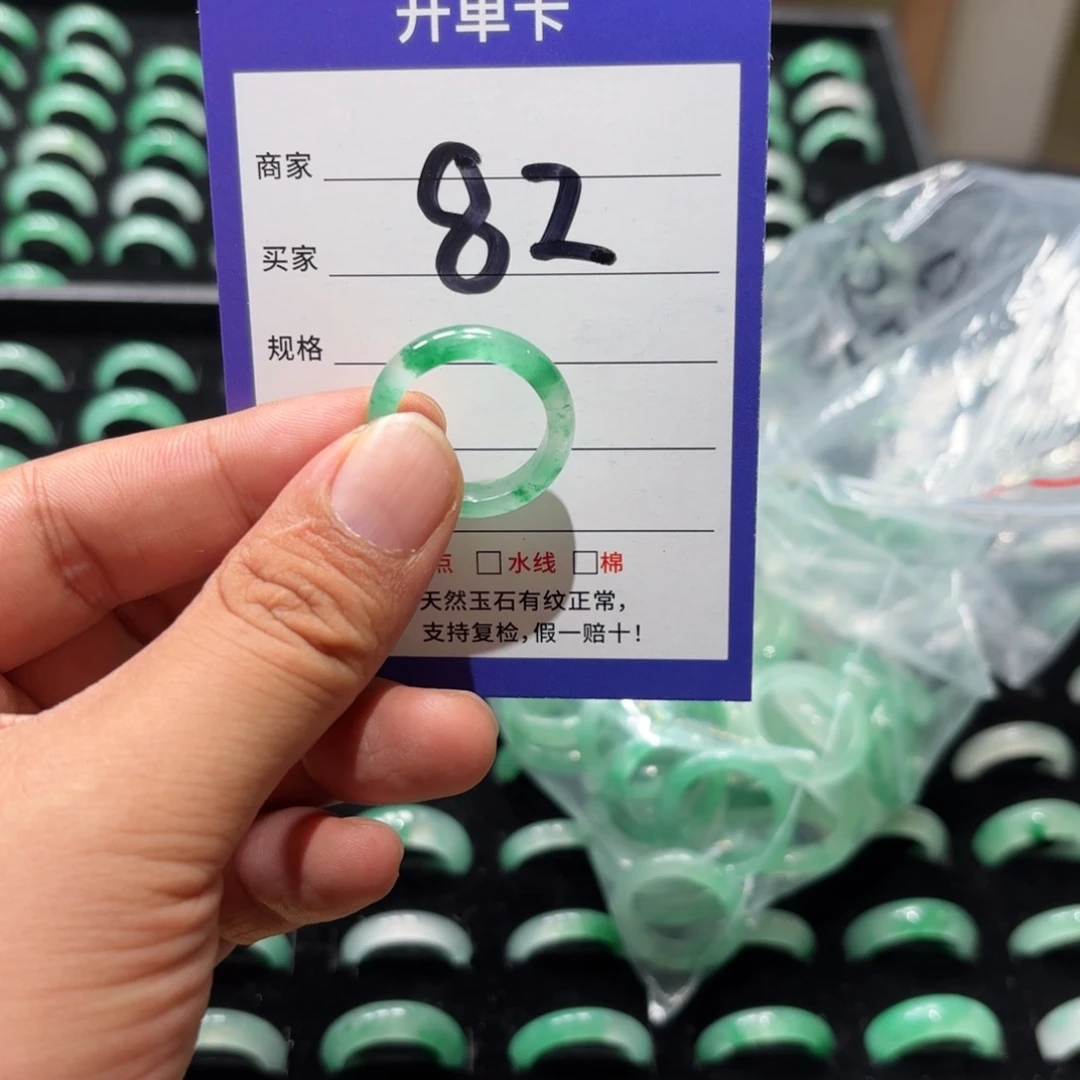 开单卡
商家
82
买家
规格
点 □水线 □棉
天然玉石有纹正常，
支持复检，假一赔十！